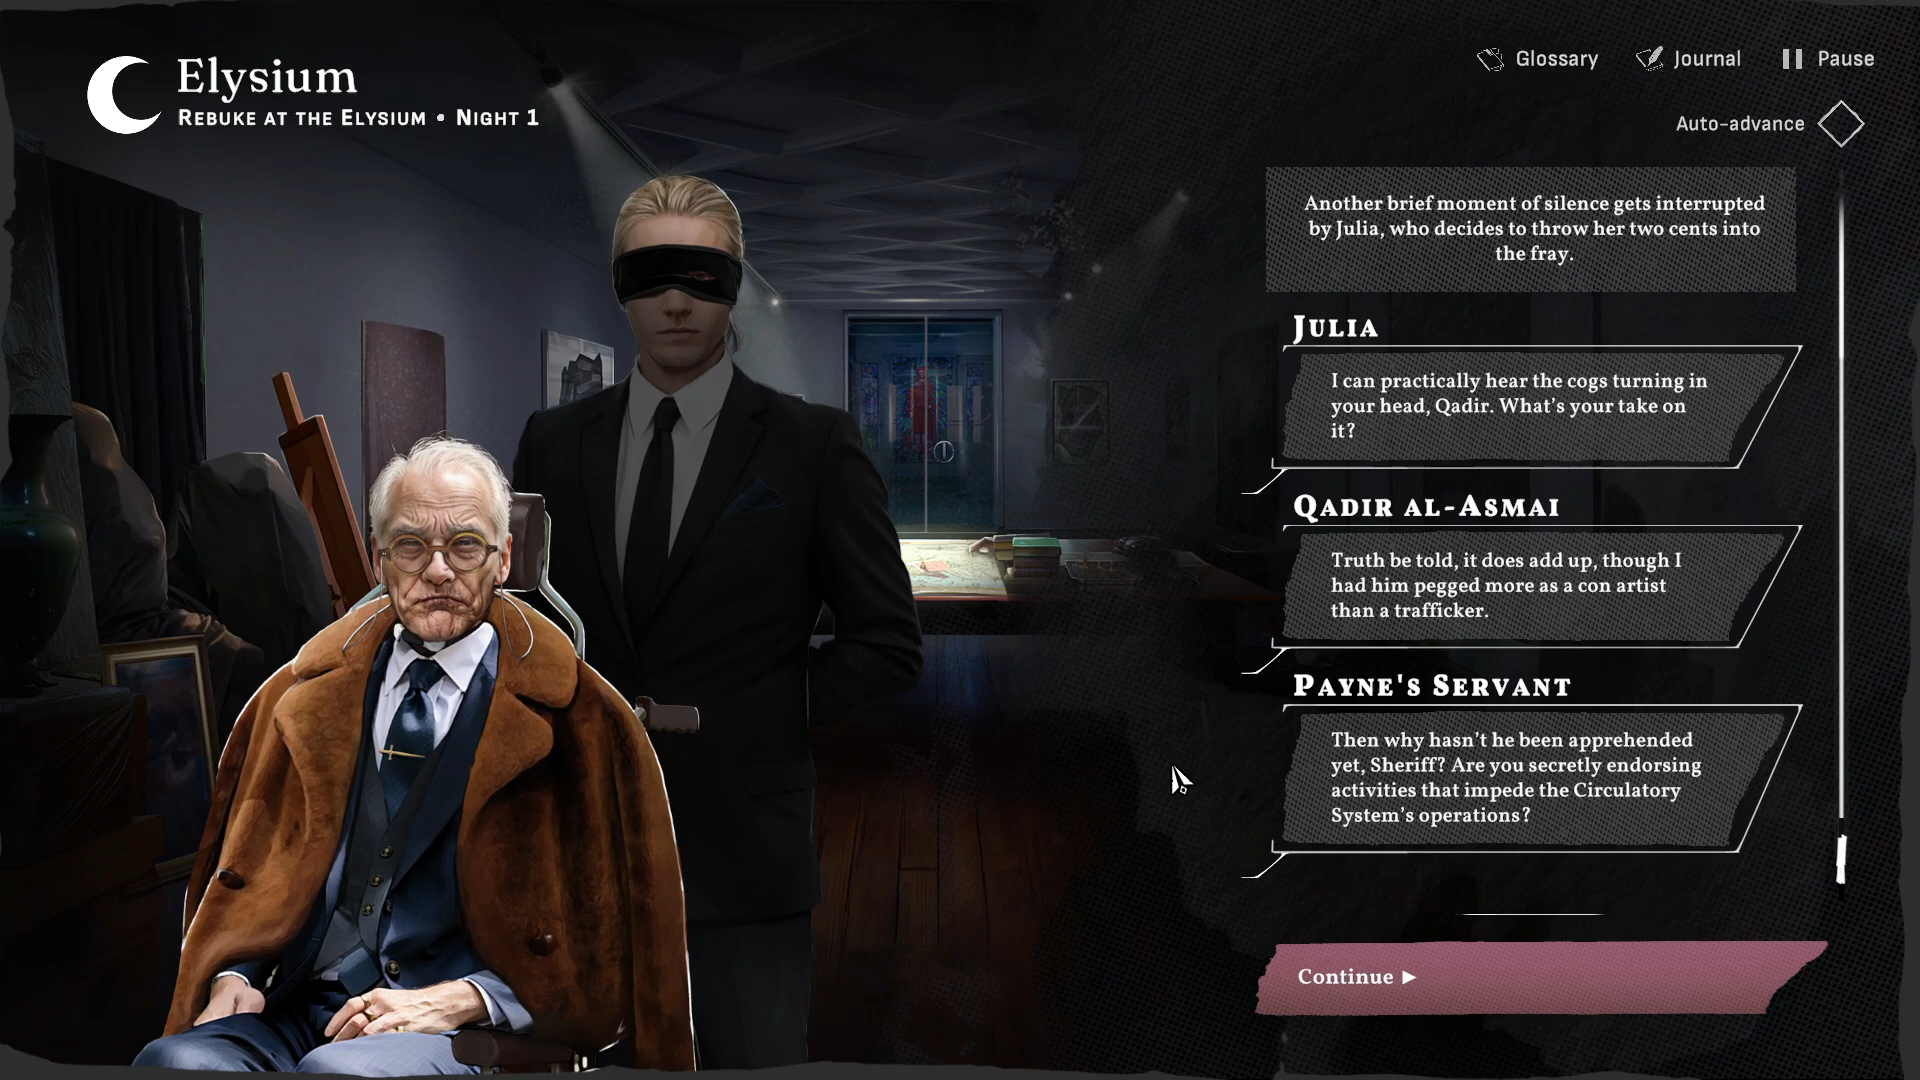 Elysium
Rebuke at the Elysium • Night 1
Glossary
Journal
Pause
Auto-advance
Another brief moment of silence gets interrupted
by Julia, who decides to throw her two cents into
the fray.
Julia
I can practically hear the cogs turning in
your head, Qadir. What's your take on
it?
Qadir al-Asmai
Truth be told, it does add up, though I
had him pegged more as a con artist
than a trafficker.
Payne's Servant
Then why hasn't he been apprehended
yet, Sheriff? Are you secretly endorsing
activities that impede the Circulatory
System's operations?
Continue ►